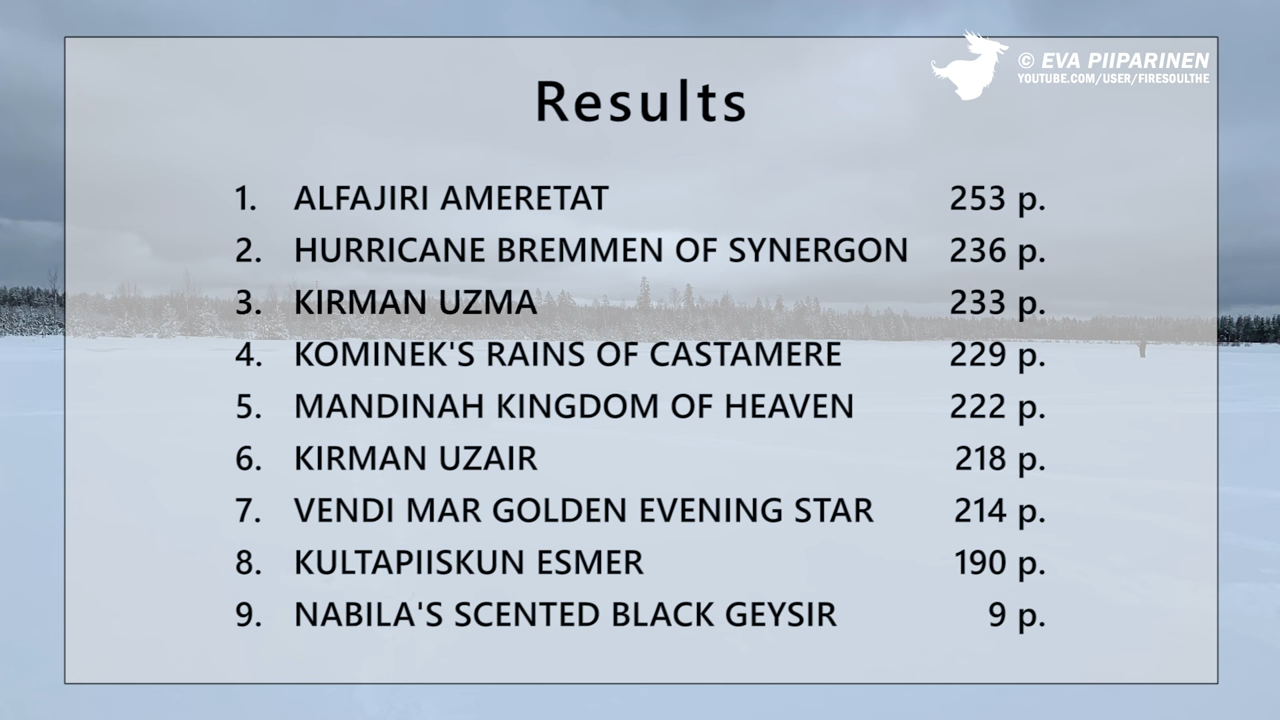 © EVA PIIPARINEN
YOUTUBE.COM/USER/FIRESOULTHE
Results
1. ALFAJIRI AMERETAT 253 p.
2. HURRICANE BREMMEN OF SYNERGON 236 p.
3. KIRMAN UZMA 233 p.
4. KOMINEK'S RAINS OF CASTAMERE 229 p.
5. MANDINAH KINGDOM OF HEAVEN 222 p.
6. KIRMAN UZAIR 218 p.
7. VENDI MAR GOLDEN EVENING STAR 214 p.
8. KULTAPIISKUN ESMER 190 p.
9. NABILA'S SCENTED BLACK GEYSIR 9 p.